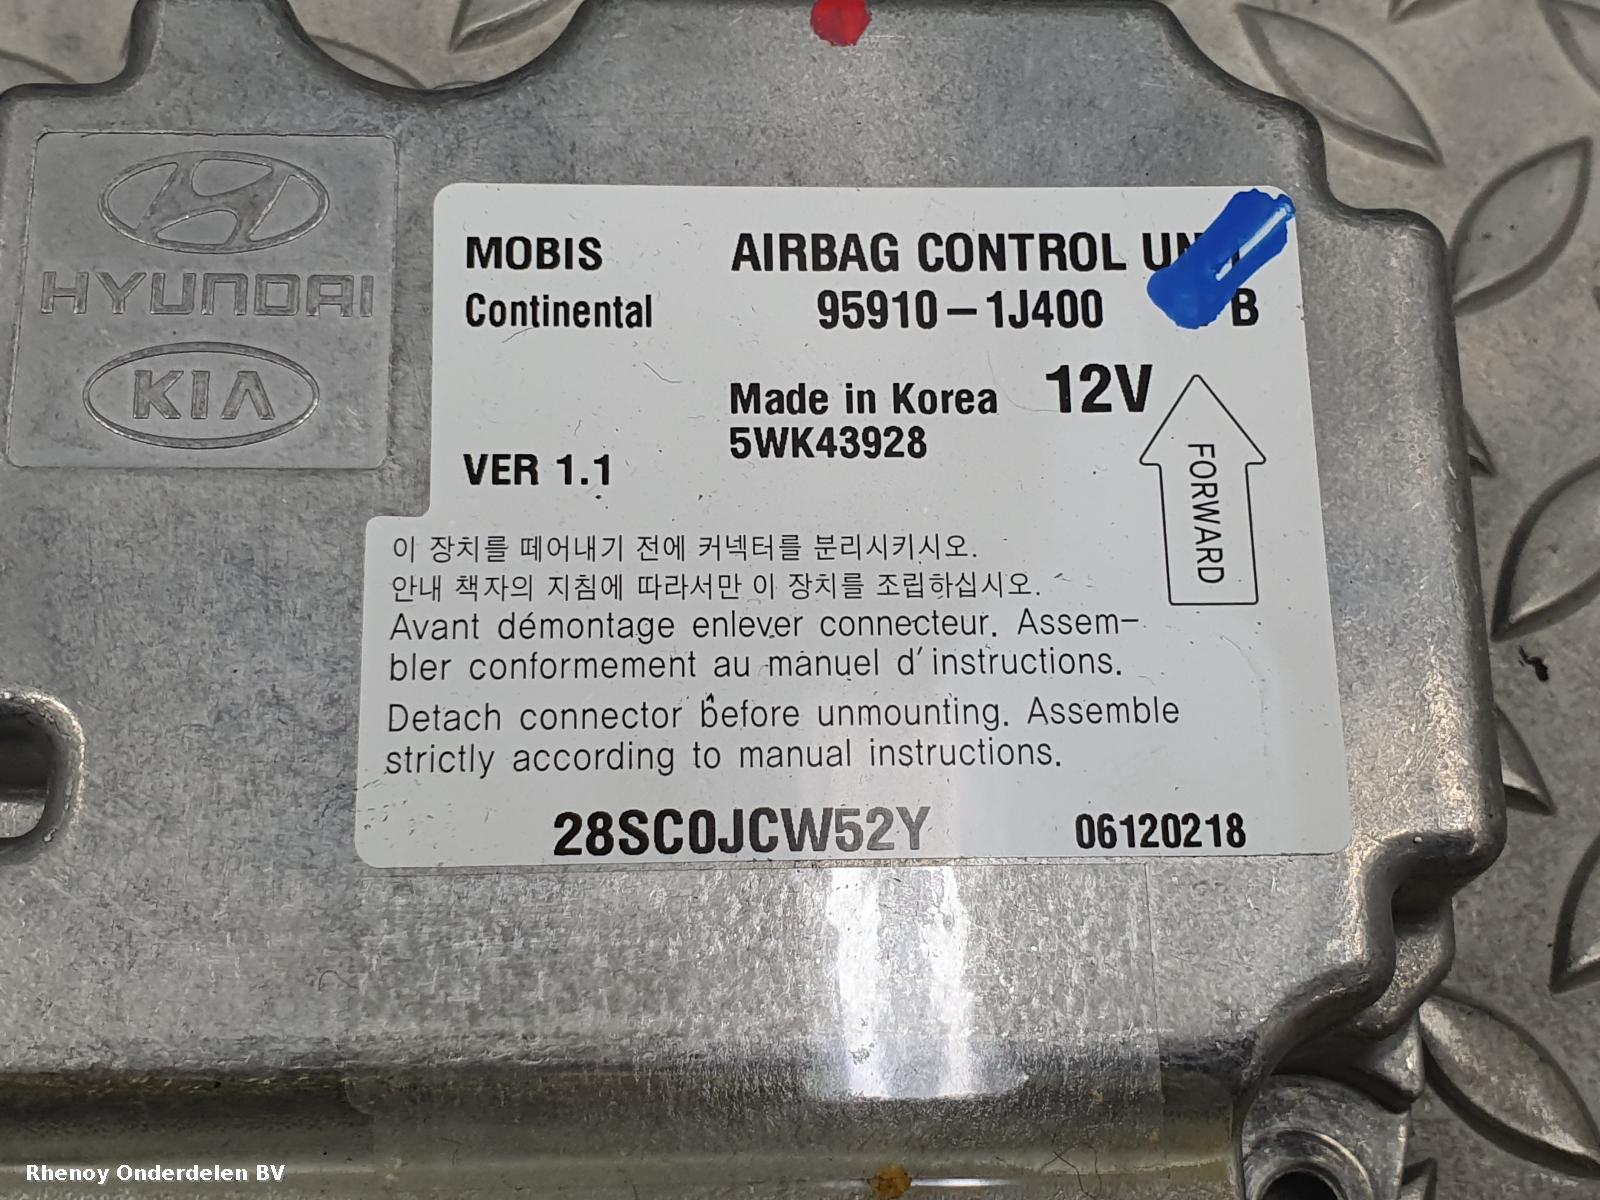 HYUNDAI
KIA
MOBIS AIRBAG CONTROL
Continental 95910-1J400 B
Made in Korea 12V
5WK43928
VER 1.1
FORWARD
이 장치를 떼어내기 전에 커넥터를 분리시키시오.
안내 책자의 지침에 따라서만 이 장치를 조립하십시오.
Avant démontage enlever connecteur. Assem-
bler conformement au manuel d'instructions.
Detach connector before unmounting. Assemble
strictly according to manual instructions.
28SC0JCW52Y 06120218
Rhenoy Onderdelen BV